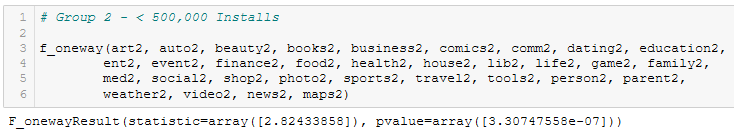 1 # Group 2 - < 500,000 Installs
2
3 f_oneway(art2, auto2, beauty2, books2, business2, comics2, comm2, dating2, education2,
4 ent2, event2, finance2, food2, health2, house2, lib2, life2, game2, family2,
5 med2, social2, shop2, photo2, sports2, travel2, tools2, person2, parent2,
6 weather2, video2, news2, maps2)
F_onewayResult(statistic=array([2.82433858]), pvalue=array([3.30747558e-07]))